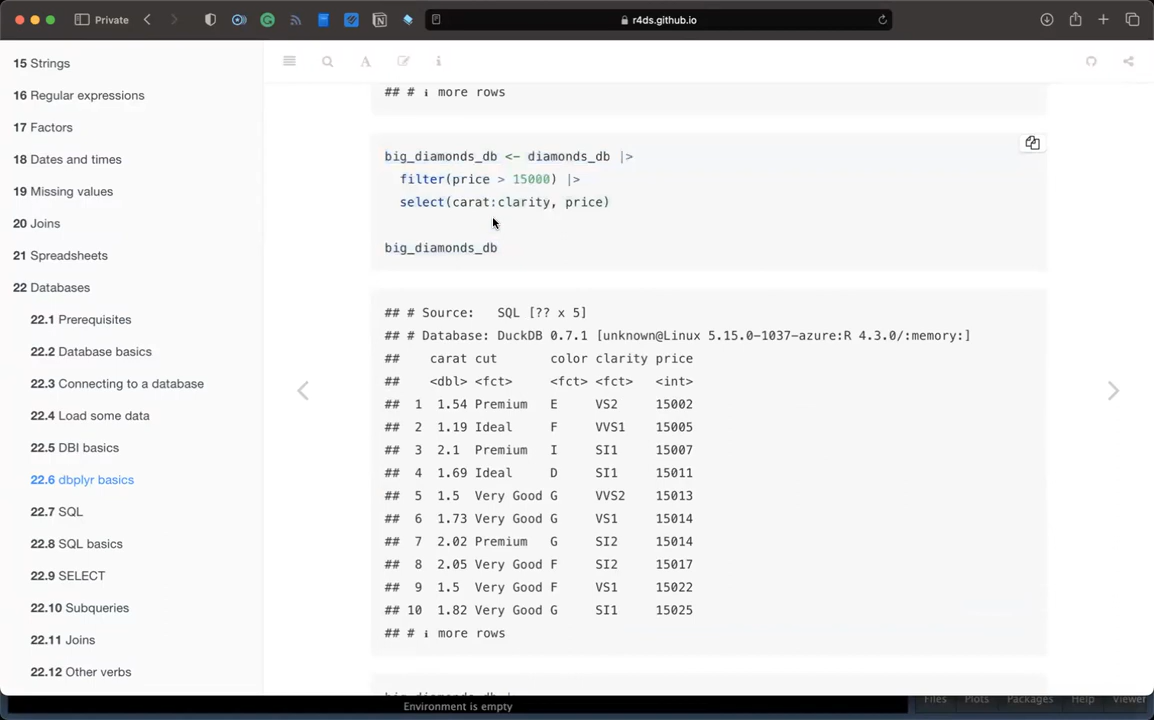 Private
r4ds.github.io
15 Strings
16 Regular expressions
17 Factors
18 Dates and times
19 Missing values
20 Joins
21 Spreadsheets
22 Databases
22.1 Prerequisites
22.2 Database basics
22.3 Connecting to a database
22.4 Load some data
22.5 DBI basics
22.6 dbplyr basics
22.7 SQL
22.8 SQL basics
22.9 SELECT
22.10 Subqueries
22.11 Joins
22.12 Other verbs
## # ℹ more rows
big_diamonds_db <- diamonds_db |>
  filter(price > 15000) |>
  select(carat:clarity, price)
big_diamonds_db
## # Source:   SQL [?? x 5]
## # Database: DuckDB 0.7.1 [unknown@Linux 5.15.0-1037-azure:R 4.3.0/:memory:]
##    carat cut       color clarity price
##    <dbl> <fct>     <fct> <fct>   <int>
##  1  1.54 Premium   E     VS2     15002
##  2  1.19 Ideal     F     VVS1    15005
##  3  2.1  Premium   I     SI1     15007
##  4  1.69 Ideal     D     SI1     15011
##  5  1.5  Very Good G     VVS2    15013
##  6  1.73 Very Good G     VS1     15014
##  7  2.02 Premium   G     SI2     15014
##  8  2.05 Very Good F     SI2     15017
##  9  1.5  Very Good F     VS1     15022
## 10  1.82 Very Good G     SI1     15025
## # ℹ more rows
Environment is empty
Files Plots Packages Help Viewer